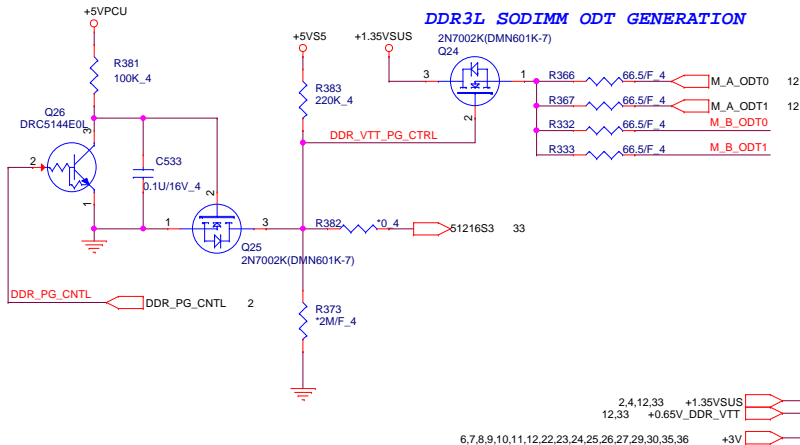 DDR3L SODIMM ODT GENERATION
+5VPCU
R381
100K_4
Q26
DRC5144E0L
3
2
1
C533
0.1U/16V_4
2
1
3
Q25
2N7002K(DMN601K-7)
DDR_PG_CNTL
DDR_PG_CNTL 2
+5VS5
R383
220K_4
DDR_VTT_PG_CTRL
R382 *0_4
51216S3 33
R373
*2M/F_4
+1.35VSUS
2N7002K(DMN601K-7)
Q24
3
1
2
R366 66.5/F_4 M_A_ODT0 12
R367 66.5/F_4 M_A_ODT1 12
R332 66.5/F_4 M_B_ODT0
R333 66.5/F_4 M_B_ODT1
2,4,12,33 +1.35VSUS
12,33 +0.65V_DDR_VTT
6,7,8,9,10,11,12,22,23,24,25,26,27,29,30,35,36 +3V